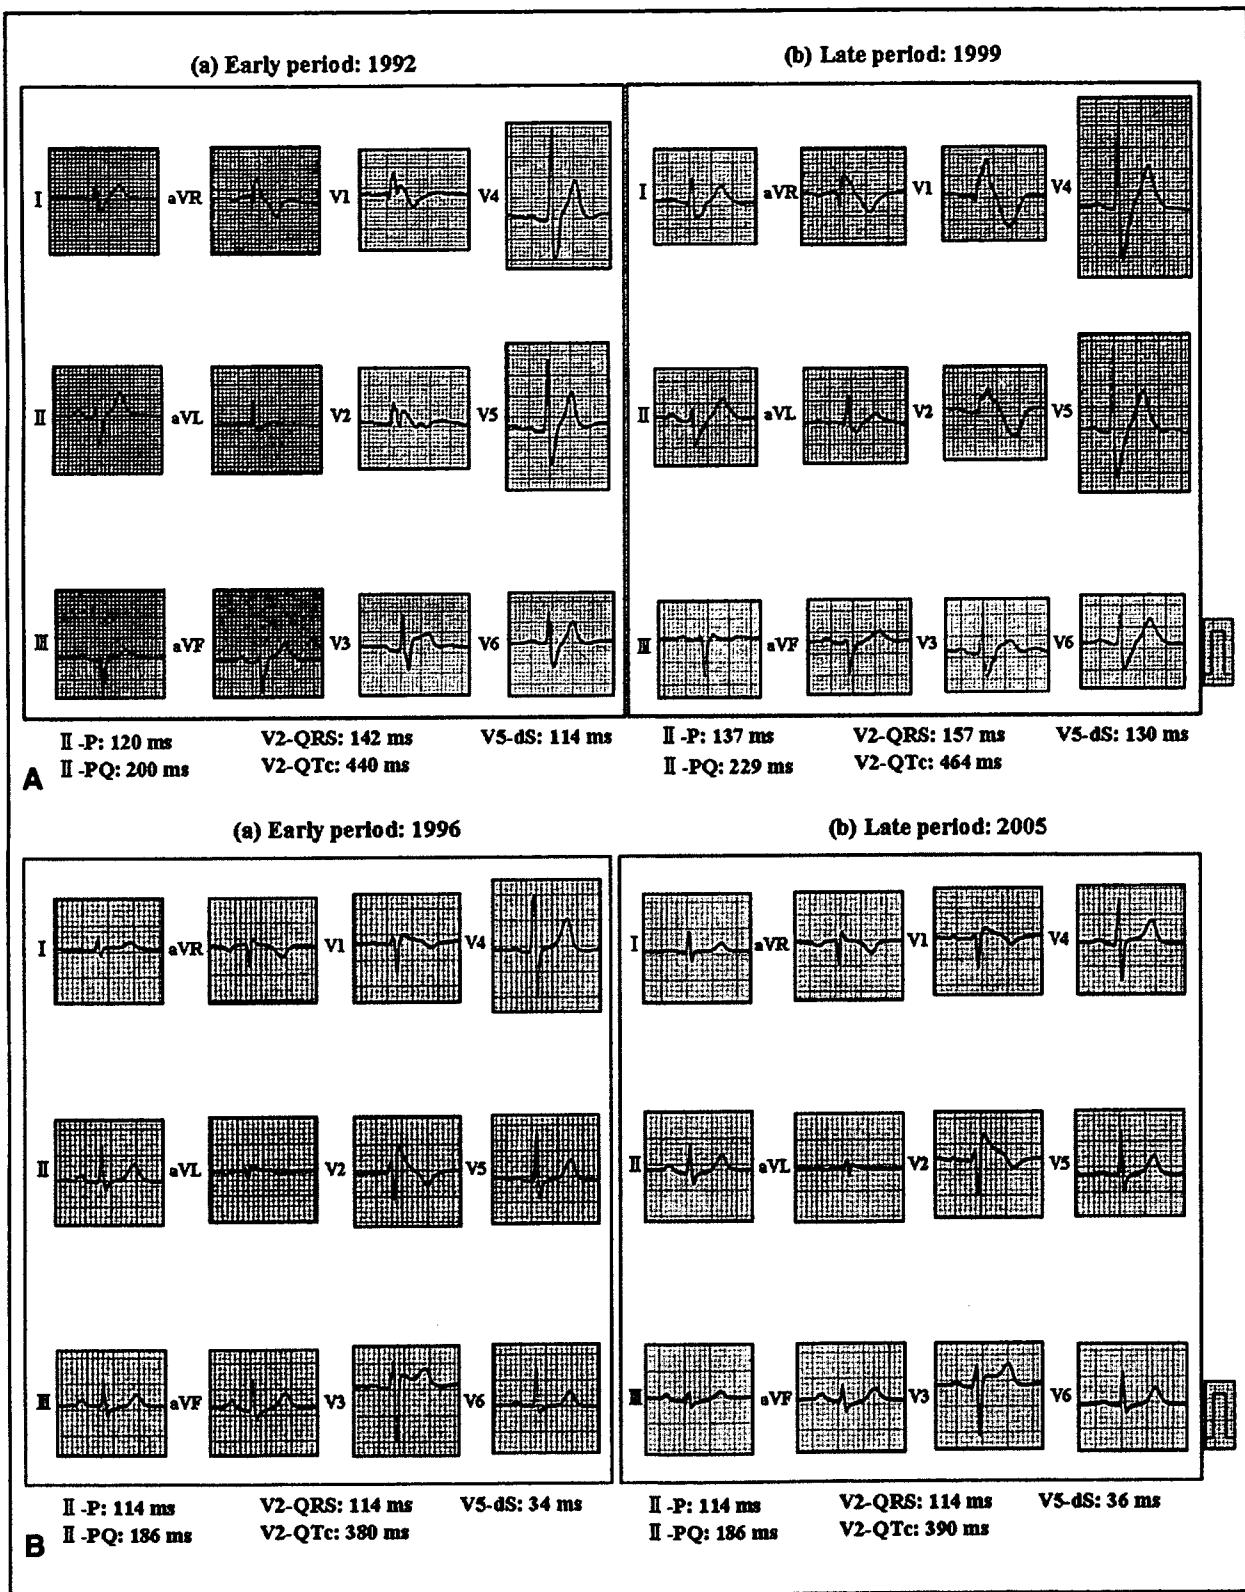 (a) Early period: 1992
(b) Late period: 1999
I aVR V1 V4
I aVR V1 V4
II aVL V2 V5
II aVL V2 V5
III aVF V3 V6
III aVF V3 V6
II -P: 120 ms V2-QRS: 142 ms V5-dS: 114 ms
II -PQ: 200 ms V2-QTc: 440 ms
II -P: 137 ms V2-QRS: 157 ms V5-dS: 130 ms
II -PQ: 229 ms V2-QTc: 464 ms
A
(a) Early period: 1996
(b) Late period: 2005
I aVR V1 V4
I aVR V1 V4
II aVL V2 V5
II aVL V2 V5
III aVF V3 V6
III aVF V3 V6
II -P: 114 ms V2-QRS: 114 ms V5-dS: 34 ms
II -PQ: 186 ms V2-QTc: 380 ms
II -P: 114 ms V2-QRS: 114 ms V5-dS: 36 ms
II -PQ: 186 ms V2-QTc: 390 ms
B